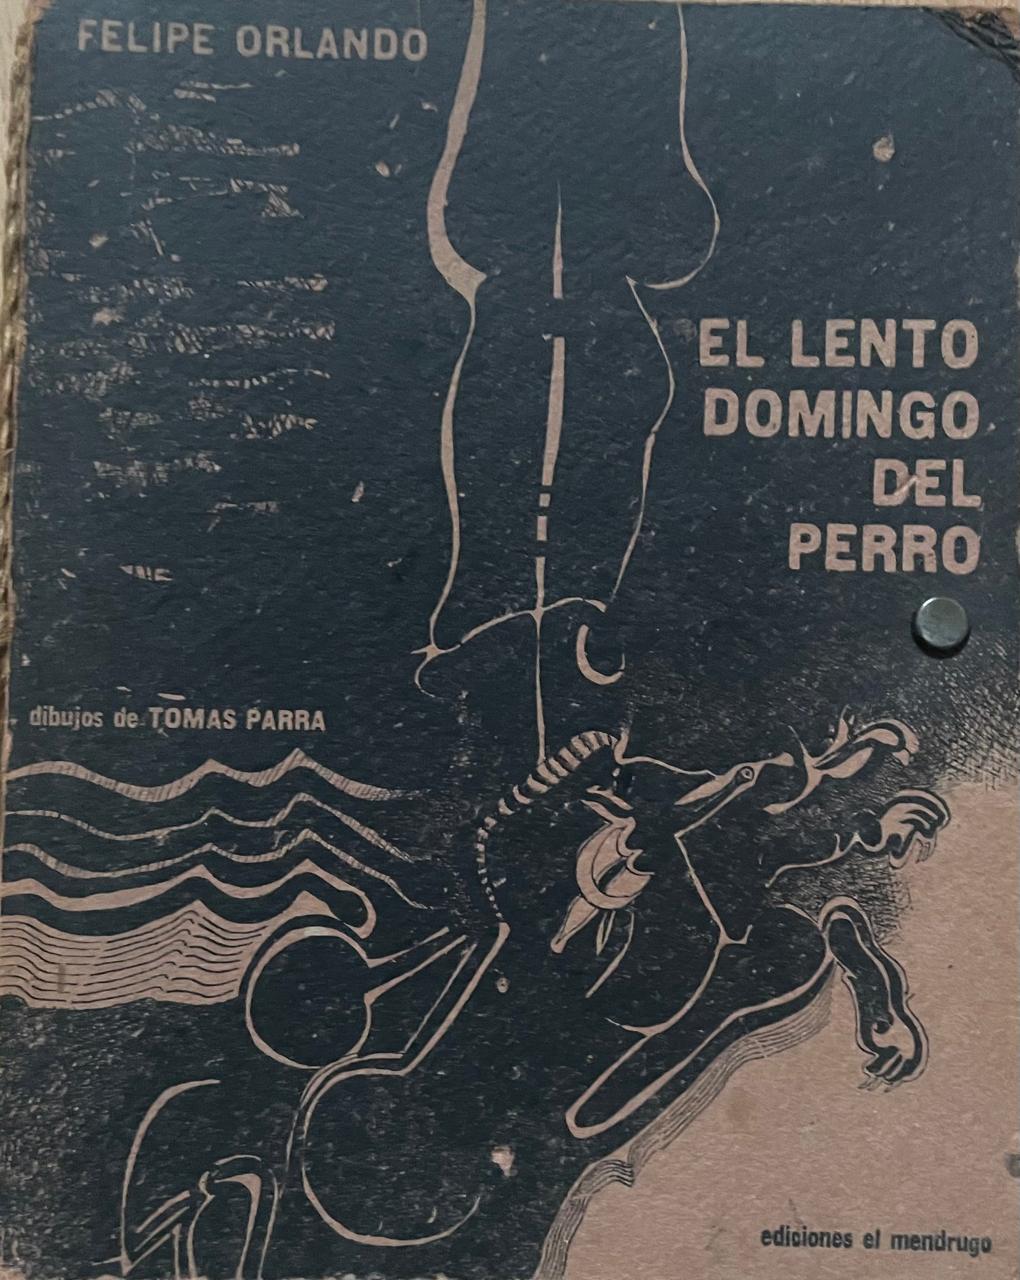 FELIPE ORLANDO
EL LENTO
DOMINGO
DEL
PERRO
dibujos de TOMAS PARRA
ediciones el mendrugo